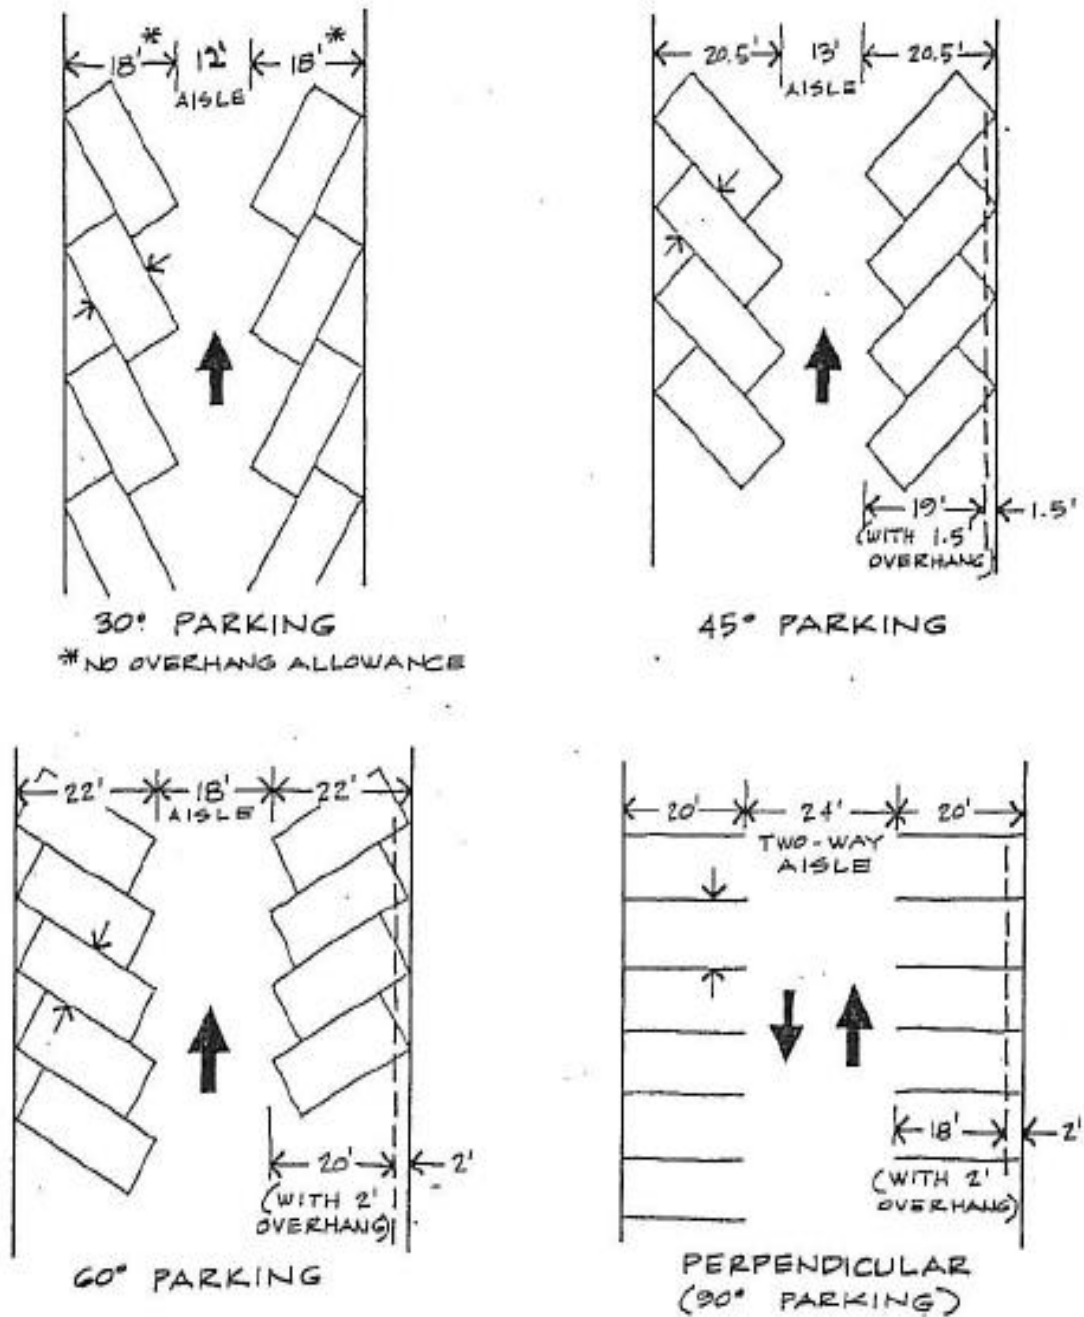 18'* 12' 18'*
AISLE
30° PARKING
*NO OVERHANG ALLOWANCE
20.5' 13' 20.5'
AISLE
19' 1.5'
(WITH 1.5'
OVERHANG)
45° PARKING
22' 18' 22'
AISLE
20' 2'
(WITH 2'
OVERHANG)
60° PARKING
20' 24' 20'
TWO-WAY
AISLE
18' 2'
(WITH 2'
OVERHANG)
PERPENDICULAR
(90° PARKING)